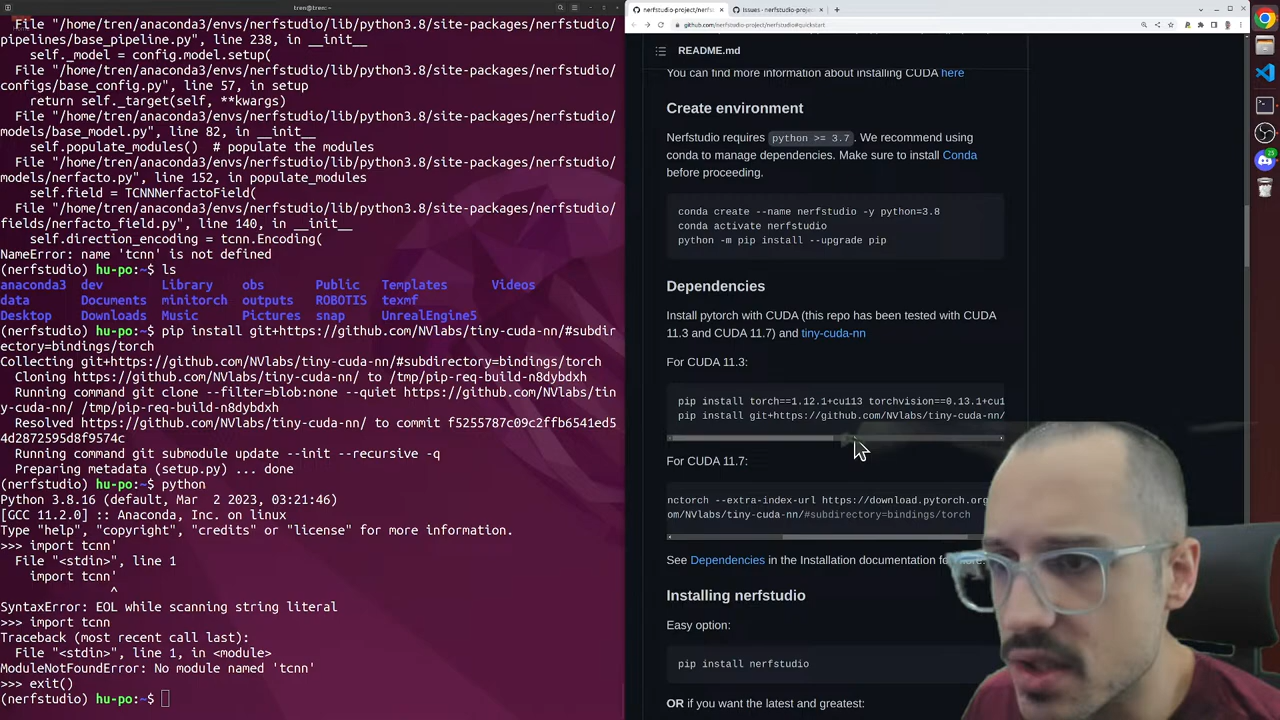 tren@tren: ~
File "/home/tren/anaconda3/envs/nerfstudio/lib/python3.8/site-packages/nerfstudio/
pipelines/base_pipeline.py", line 238, in __init__
self._model = config.model.setup(
File "/home/tren/anaconda3/envs/nerfstudio/lib/python3.8/site-packages/nerfstudio/
configs/base_config.py", line 57, in setup
return self._target(self, **kwargs)
File "/home/tren/anaconda3/envs/nerfstudio/lib/python3.8/site-packages/nerfstudio/
models/base_model.py", line 82, in __init__
self.populate_modules()  # populate the modules
File "/home/tren/anaconda3/envs/nerfstudio/lib/python3.8/site-packages/nerfstudio/
models/nerfacto.py", line 152, in populate_modules
self.field = TCNNNerfactoField(
File "/home/tren/anaconda3/envs/nerfstudio/lib/python3.8/site-packages/nerfstudio/
fields/nerfacto_field.py", line 140, in __init__
self.direction_encoding = tcnn.Encoding(
NameError: name 'tcnn' is not defined
(nerfstudio) hu-po:~$ ls
anaconda3 dev Library obs Public Templates Videos
data Documents minitorch outputs ROBOTIS texmf
Desktop Downloads Music Pictures snap UnrealEngine5
(nerfstudio) hu-po:~$ pip install git+https://github.com/NVlabs/tiny-cuda-nn/#subdir
ectory=bindings/torch
Collecting git+https://github.com/NVlabs/tiny-cuda-nn/#subdirectory=bindings/torch
Cloning https://github.com/NVlabs/tiny-cuda-nn/ to /tmp/pip-req-build-n8dybdxh
Running command git clone --filter=blob:none --quiet https://github.com/NVlabs/tin
y-cuda-nn/ /tmp/pip-req-build-n8dybdxh
Resolved https://github.com/NVlabs/tiny-cuda-nn/ to commit f5255787c09c2ffb6541ed5
4d2872595d8f9574c
Running command git submodule update --init --recursive -q
Preparing metadata (setup.py) ... done
(nerfstudio) hu-po:~$ python
Python 3.8.16 (default, Mar  2 2023, 03:21:46)
[GCC 11.2.0] :: Anaconda, Inc. on linux
Type "help", "copyright", "credits" or "license" for more information.
>>> import tcnn'
File "<stdin>", line 1
import tcnn'
^
SyntaxError: EOL while scanning string literal
>>> import tcnn
Traceback (most recent call last):
File "<stdin>", line 1, in <module>
ModuleNotFoundError: No module named 'tcnn'
>>> exit()
(nerfstudio) hu-po:~$
nerfstudio-project/nerfst
Issues · nerfstudio-proje
github.com/nerfstudio-project/nerfstudio#quickstart
README.md
You can find more information about installing CUDA here
Create environment
Nerfstudio requires python >= 3.7. We recommend using
conda to manage dependencies. Make sure to install Conda
before proceeding.
conda create --name nerfstudio -y python=3.8
conda activate nerfstudio
python -m pip install --upgrade pip
Dependencies
Install pytorch with CUDA (this repo has been tested with CUDA
11.3 and CUDA 11.7) and tiny-cuda-nn
For CUDA 11.3:
pip install torch==1.12.1+cu113 torchvision==0.13.1+cu1
pip install git+https://github.com/NVlabs/tiny-cuda-nn/
For CUDA 11.7:
nctorch --extra-index-url https://download.pytorch.org
om/NVlabs/tiny-cuda-nn/#subdirectory=bindings/torch
See Dependencies in the Installation documentation for
Installing nerfstudio
Easy option:
pip install nerfstudio
OR if you want the latest and greatest: